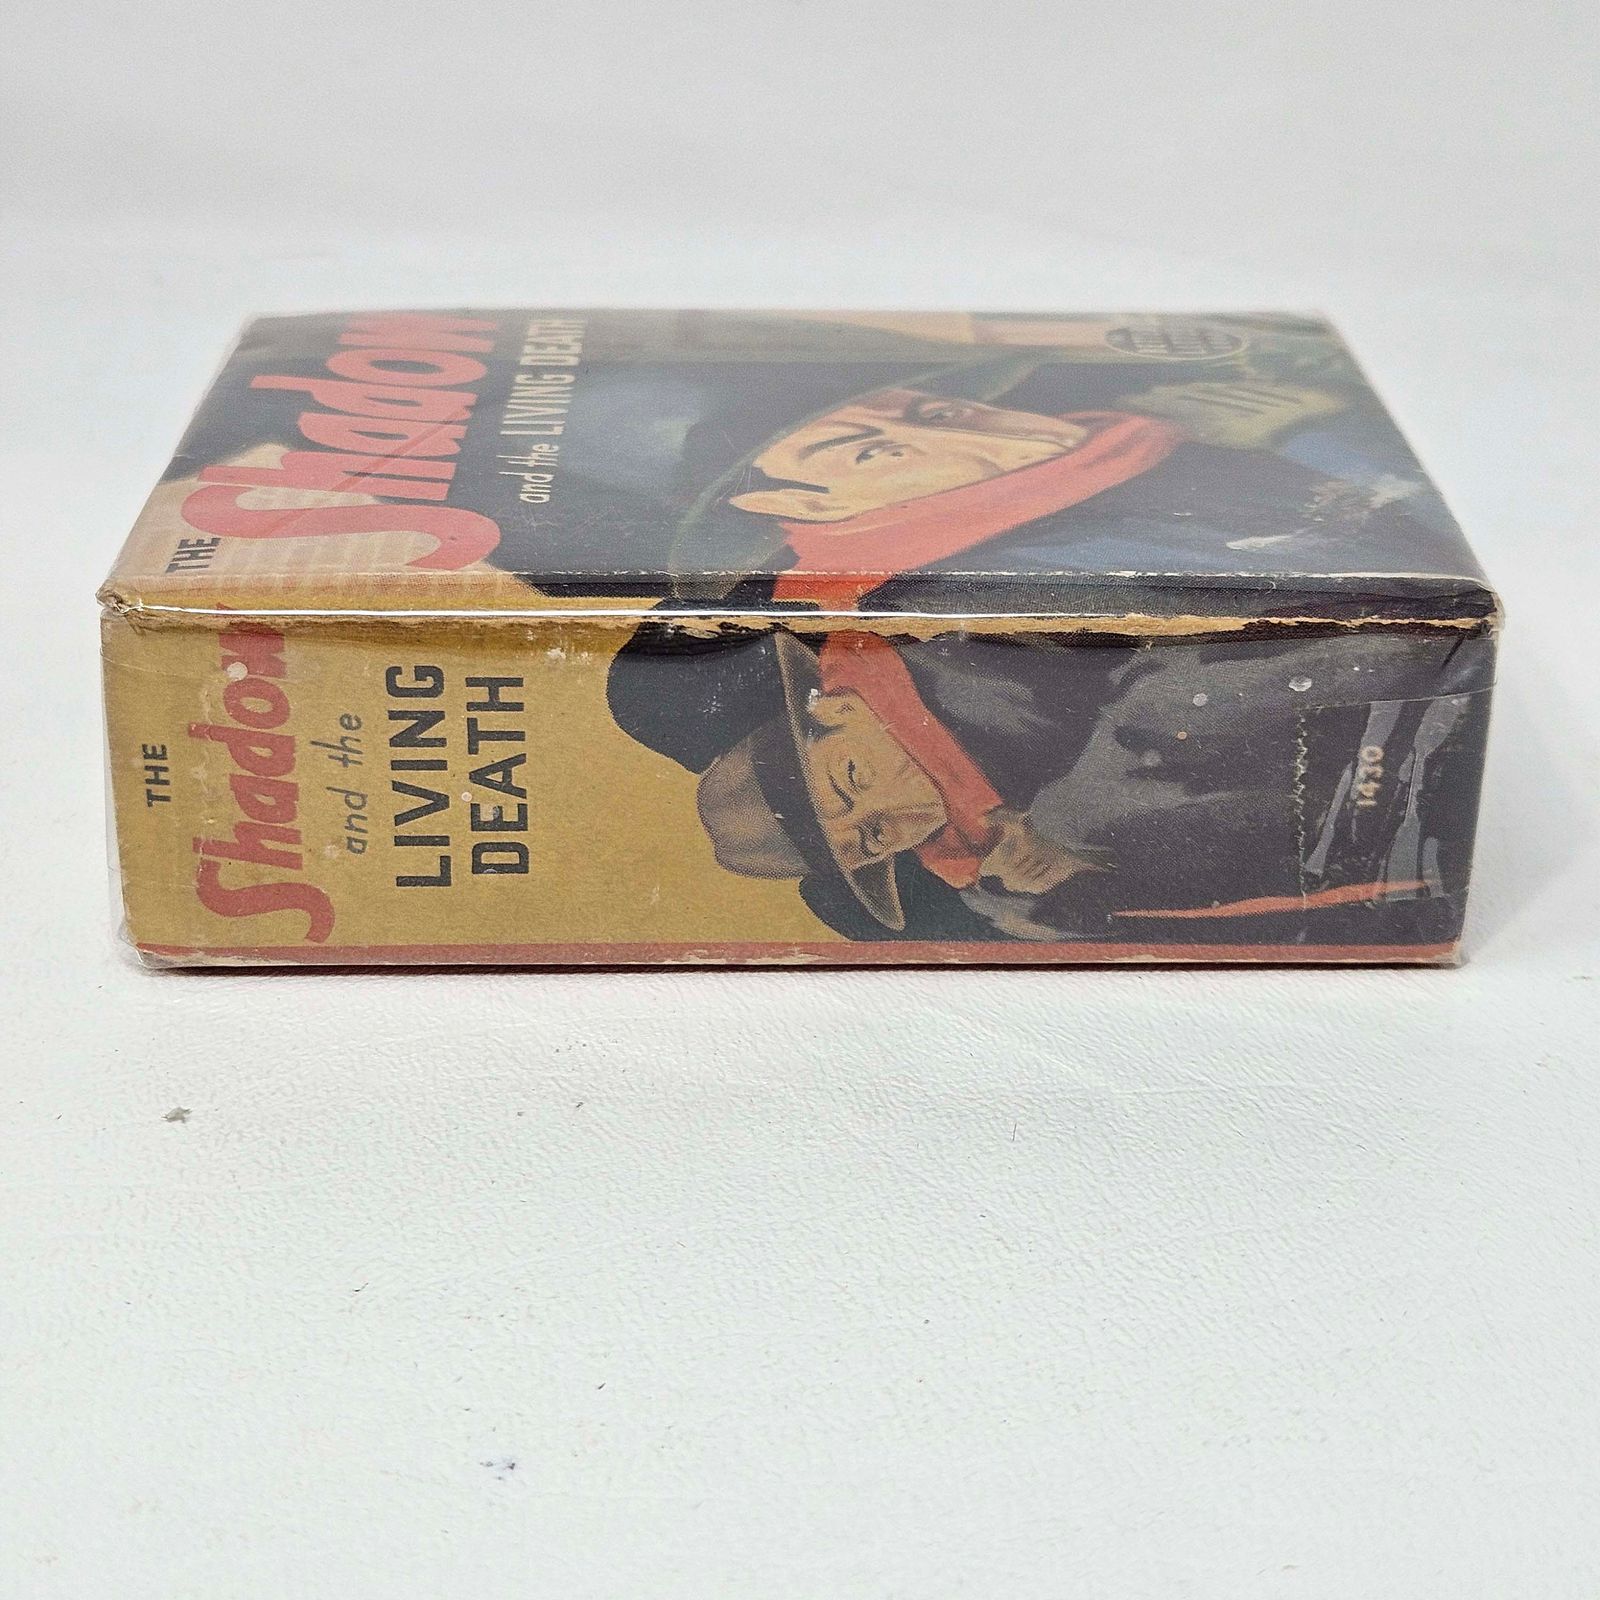 THE
Shadow
and the LIVING DEATH
THE
Shadow
and the
LIVING
DEATH
1430